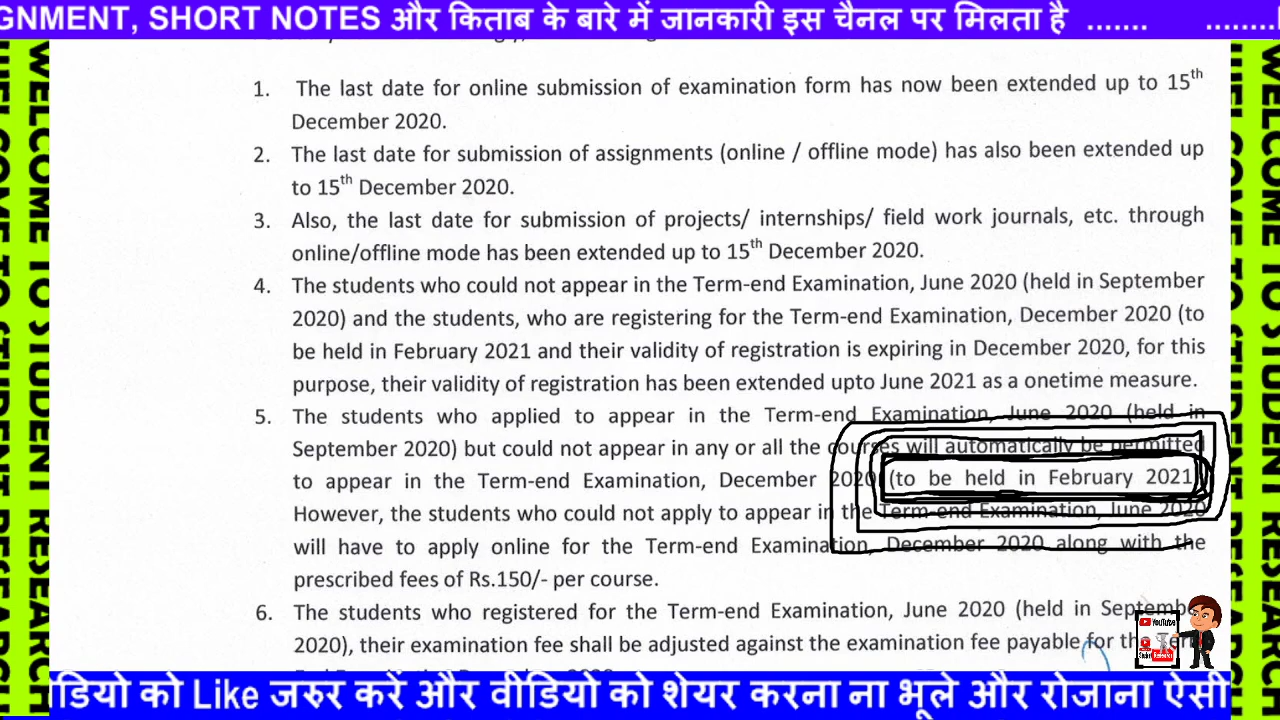 GNMENT, SHORT NOTES और किताब के बारे में जानकारी इस चैनल पर मिलता है ....... ........
1. The last date for online submission of examination form has now been extended up to 15th
December 2020.
2. The last date for submission of assignments (online / offline mode) has also been extended up
to 15th December 2020.
3. Also, the last date for submission of projects/ internships/ field work journals, etc. through
online/offline mode has been extended up to 15th December 2020.
4. The students who could not appear in the Term-end Examination, June 2020 (held in September
2020) and the students, who are registering for the Term-end Examination, December 2020 (to
be held in February 2021 and their validity of registration is expiring in December 2020, for this
purpose, their validity of registration has been extended upto June 2021 as a onetime measure.
5. The students who applied to appear in the Term-end Examination, June 2020 (held in
September 2020) but could not appear in any or all the courses will automatically be permitted
to appear in the Term-end Examination, December 2020 (to be held in February 2021)
However, the students who could not apply to appear in the Term-end Examination, June 2020
will have to apply online for the Term-end Examination, December 2020 along with the
prescribed fees of Rs.150/- per course.
6. The students who registered for the Term-end Examination, June 2020 (held in September
2020), their examination fee shall be adjusted against the examination fee payable for the Term
YouTube
WELCOME TO STUDENT RESEARCH
WELCOME TO STUDENT RESEARCH
WELCOME TO STUDENT RESEARCH
WELCOME TO STUDENT RESEARCH
डियो को Like जरुर करें और वीडियो को शेयर करना ना भूले और रोजाना ऐसी